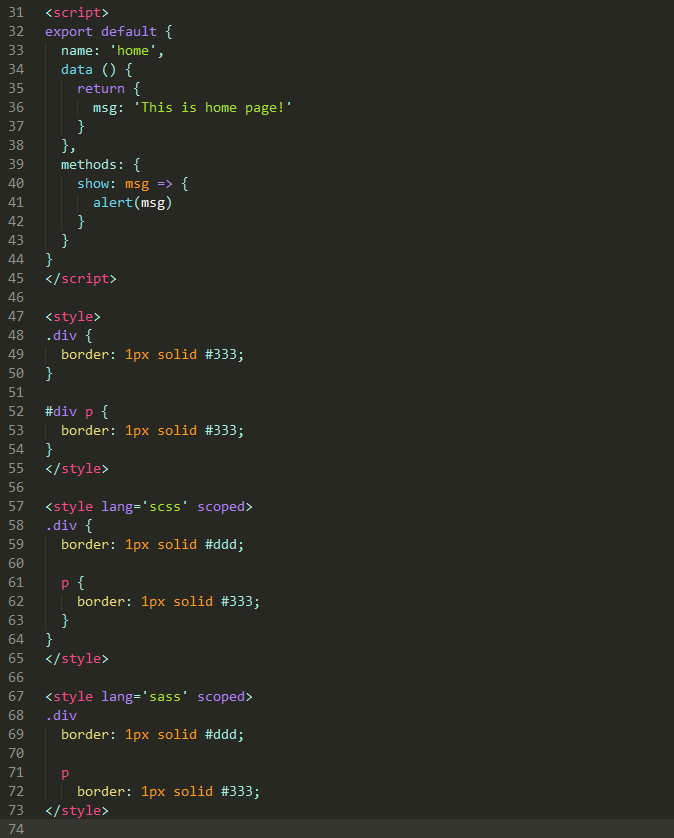 31 <script>
32 export default {
33   name: 'home',
34   data () {
35     return {
36       msg: 'This is home page!'
37     }
38   },
39   methods: {
40     show: msg => {
41       alert(msg)
42     }
43   }
44 }
45 </script>
46
47 <style>
48 .div {
49   border: 1px solid #333;
50 }
51
52 #div p {
53   border: 1px solid #333;
54 }
55 </style>
56
57 <style lang='scss' scoped>
58 .div {
59   border: 1px solid #ddd;
60
61   p {
62     border: 1px solid #333;
63   }
64 }
65 </style>
66
67 <style lang='sass' scoped>
68 .div
69   border: 1px solid #ddd;
70
71   p
72     border: 1px solid #333;
73 </style>
74